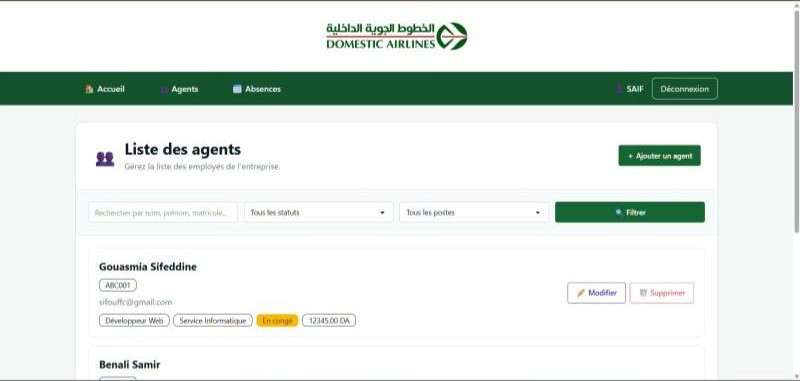 الخطوط الجوية الداخلية
DOMESTIC AIRLINES
Accueil Agents Absences SAIF Déconnexion
Liste des agents
Gérez la liste des employés de l'entreprise.
+ Ajouter un agent
Rechercher par nom, prénom, matricule... Tous les statuts Tous les postes Filtrer
Gouasmia Sifeddine
ABC001
sifouffc@gmail.com
Modifier Supprimer
Développeur Web Service Informatique En congé 12345.00 DA
Benali Samir